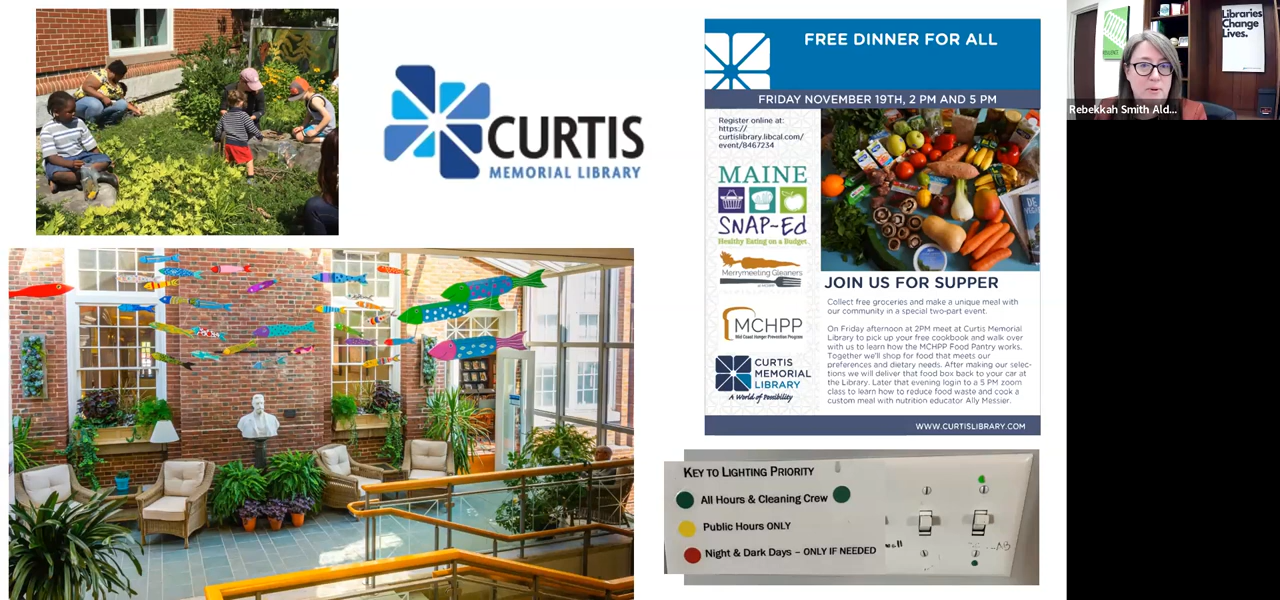 CURTIS
MEMORIAL LIBRARY
FREE DINNER FOR ALL
FRIDAY NOVEMBER 19TH, 2 PM AND 5 PM
Register online at:
https://
curtislibrary.libcal.com/
event/8467234
MAINE
SNAP-Ed
Healthy Eating on a Budget
Merrymeeting Gleaners
MCHPP
Mid Coast Hunger Prevention Program
CURTIS
MEMORIAL
LIBRARY
A World of Possibility
JOIN US FOR SUPPER
Collect free groceries and make a unique meal with
our community in a special two-part event.
On Friday afternoon at 2PM meet at Curtis Memorial
Library to pick up your free cookbook and walk over
with us to learn how the MCHPP Food Pantry works.
Together we'll shop for food that meets our
preferences and dietary needs. After making our selec-
tions we will deliver that food box back to your car at
the Library. Later that evening login to a 5 PM zoom
class to learn how to reduce food waste and cook a
custom meal with nutrition educator Ally Messier.
WWW.CURTISLIBRARY.COM
KEY TO LIGHTING PRIORITY
All Hours & Cleaning Crew
Public Hours ONLY
Night & Dark Days – ONLY IF NEEDED
Libraries
Change
Lives.
Rebekkah Smith Ald...